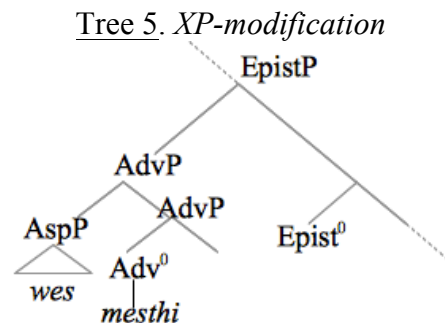 Tree 5. XP-modification
EpistP
AdvP
AdvP
AspP
Epist⁰
Adv⁰
wes
mesthi